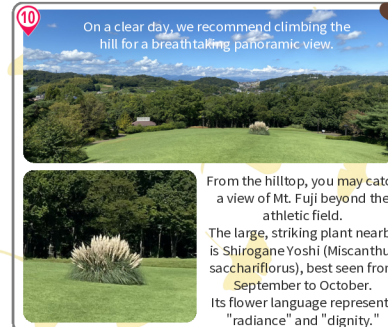 10
On a clear day, we recommend climbing the
hill for a breathtaking panoramic view.
From the hilltop, you may catc
a view of Mt. Fuji beyond the
athletic field.
The large, striking plant nearb
is Shirogane Yoshi (Miscanthu
sacchariflorus), best seen from
September to October.
Its flower language represent
"radiance" and "dignity."